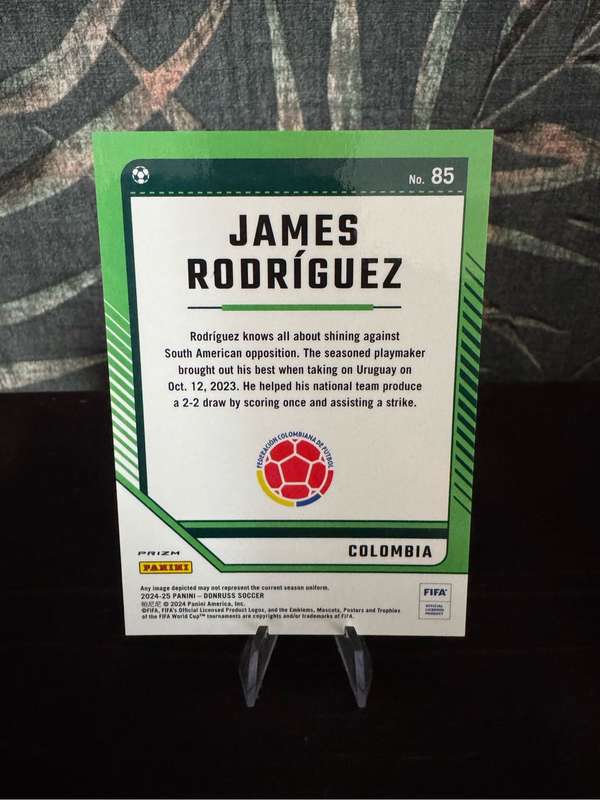 No. 85
JAMES
RODRÍGUEZ
Rodríguez knows all about shining against
South American opposition. The seasoned playmaker
brought out his best when taking on Uruguay on
Oct. 12, 2023. He helped his national team produce
a 2-2 draw by scoring once and assisting a strike.
FEDERACIÓN COLOMBIANA DE FÚTBOL
COLOMBIA
PRIZM
PANINI
Any image depicted may not represent the current season uniform.
2024-25 PANINI – DONRUSS SOCCER
帕尼尼 © 2024 Panini America, Inc.
©FIFA, FIFA's Official Licensed Product Logos, and the Emblems, Mascots, Posters and Trophies
of the FIFA World Cup™ tournaments are copyrights and/or trademarks of FIFA.
FIFA
OFFICIAL
LICENSED
PRODUCT